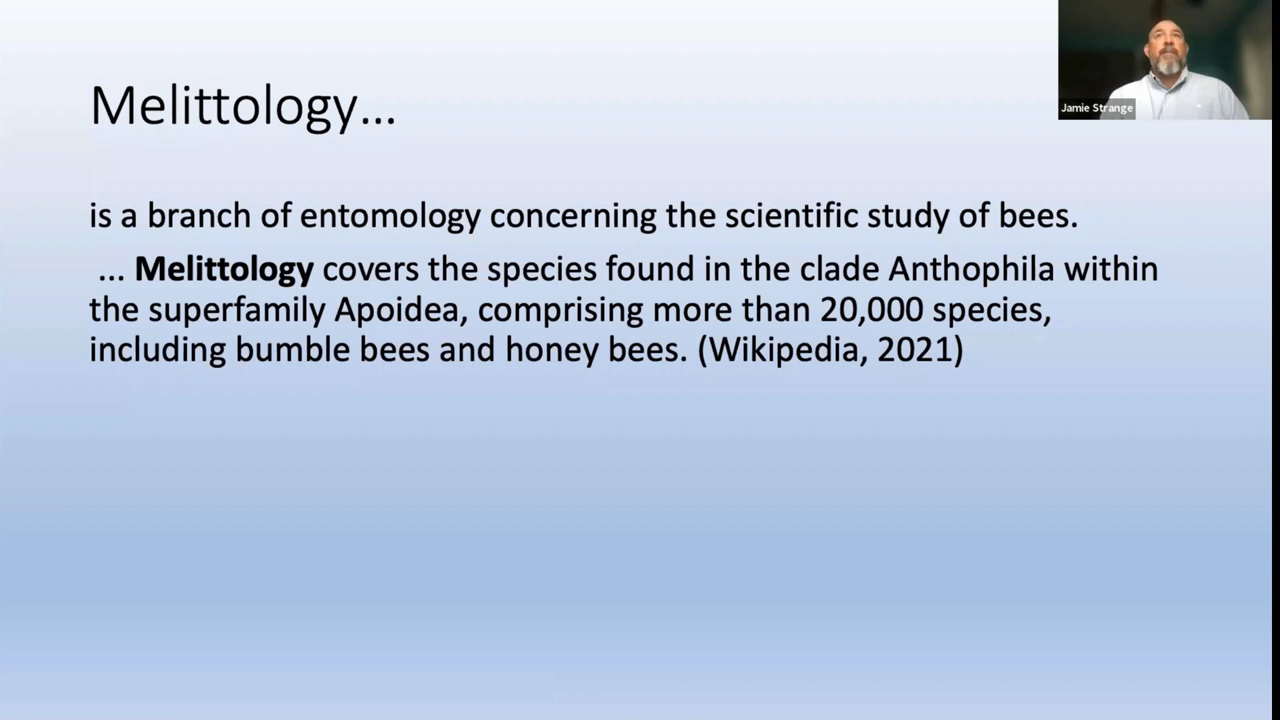 Melittology...
is a branch of entomology concerning the scientific study of bees.
... Melittology covers the species found in the clade Anthophila within
the superfamily Apoidea, comprising more than 20,000 species,
including bumble bees and honey bees. (Wikipedia, 2021)
Jamie Strange